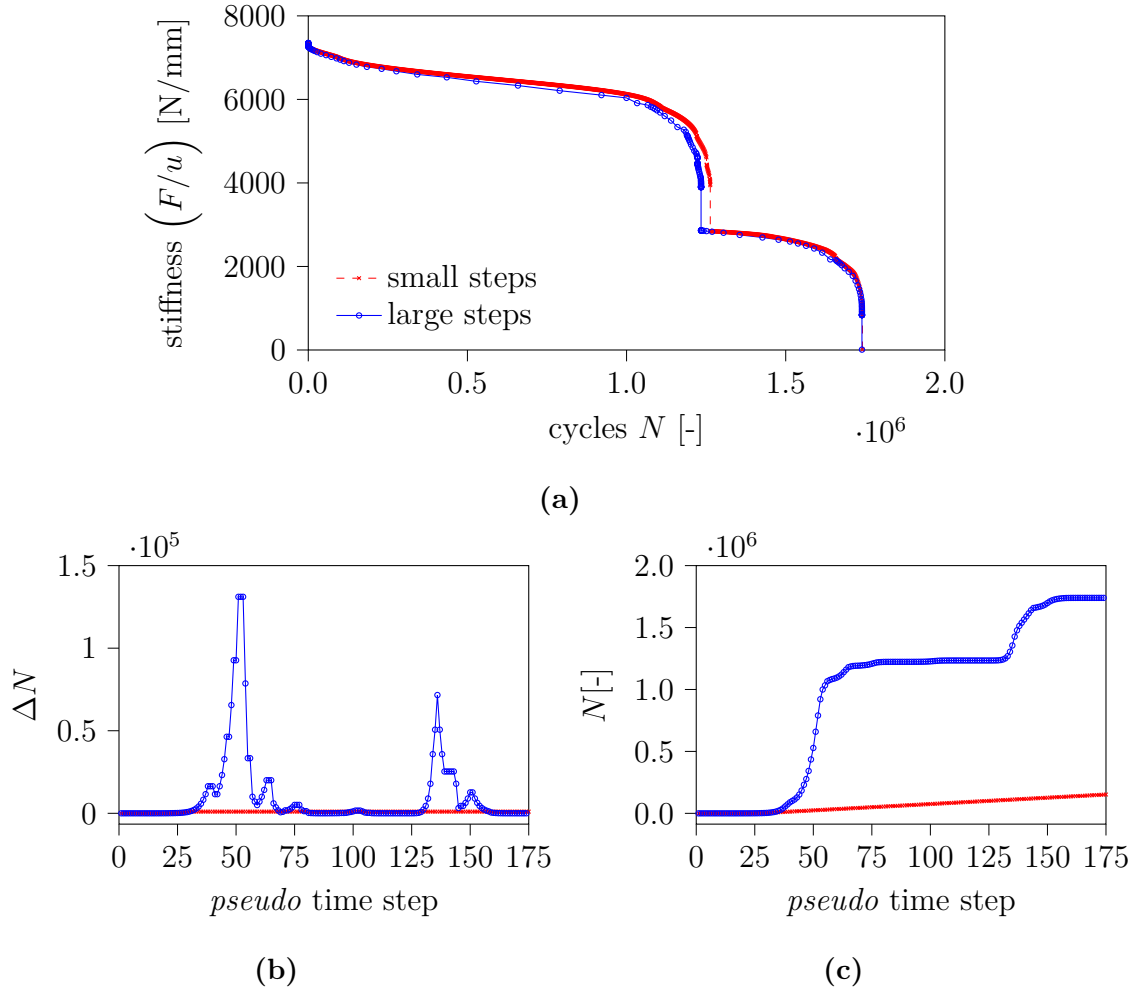 8000
6000
4000
2000
0
stiffness (F/u) [N/mm]
small steps
large steps
0.0 0.5 1.0 1.5 2.0
cycles N [-]
·10^6
(a)
·10^5
1.5
1
0.5
0
ΔN
0 25 50 75 100 125 150 175
pseudo time step
(b)
·10^6
2.0
1.5
1.0
0.5
0.0
N[-]
0 25 50 75 100 125 150 175
pseudo time step
(c)